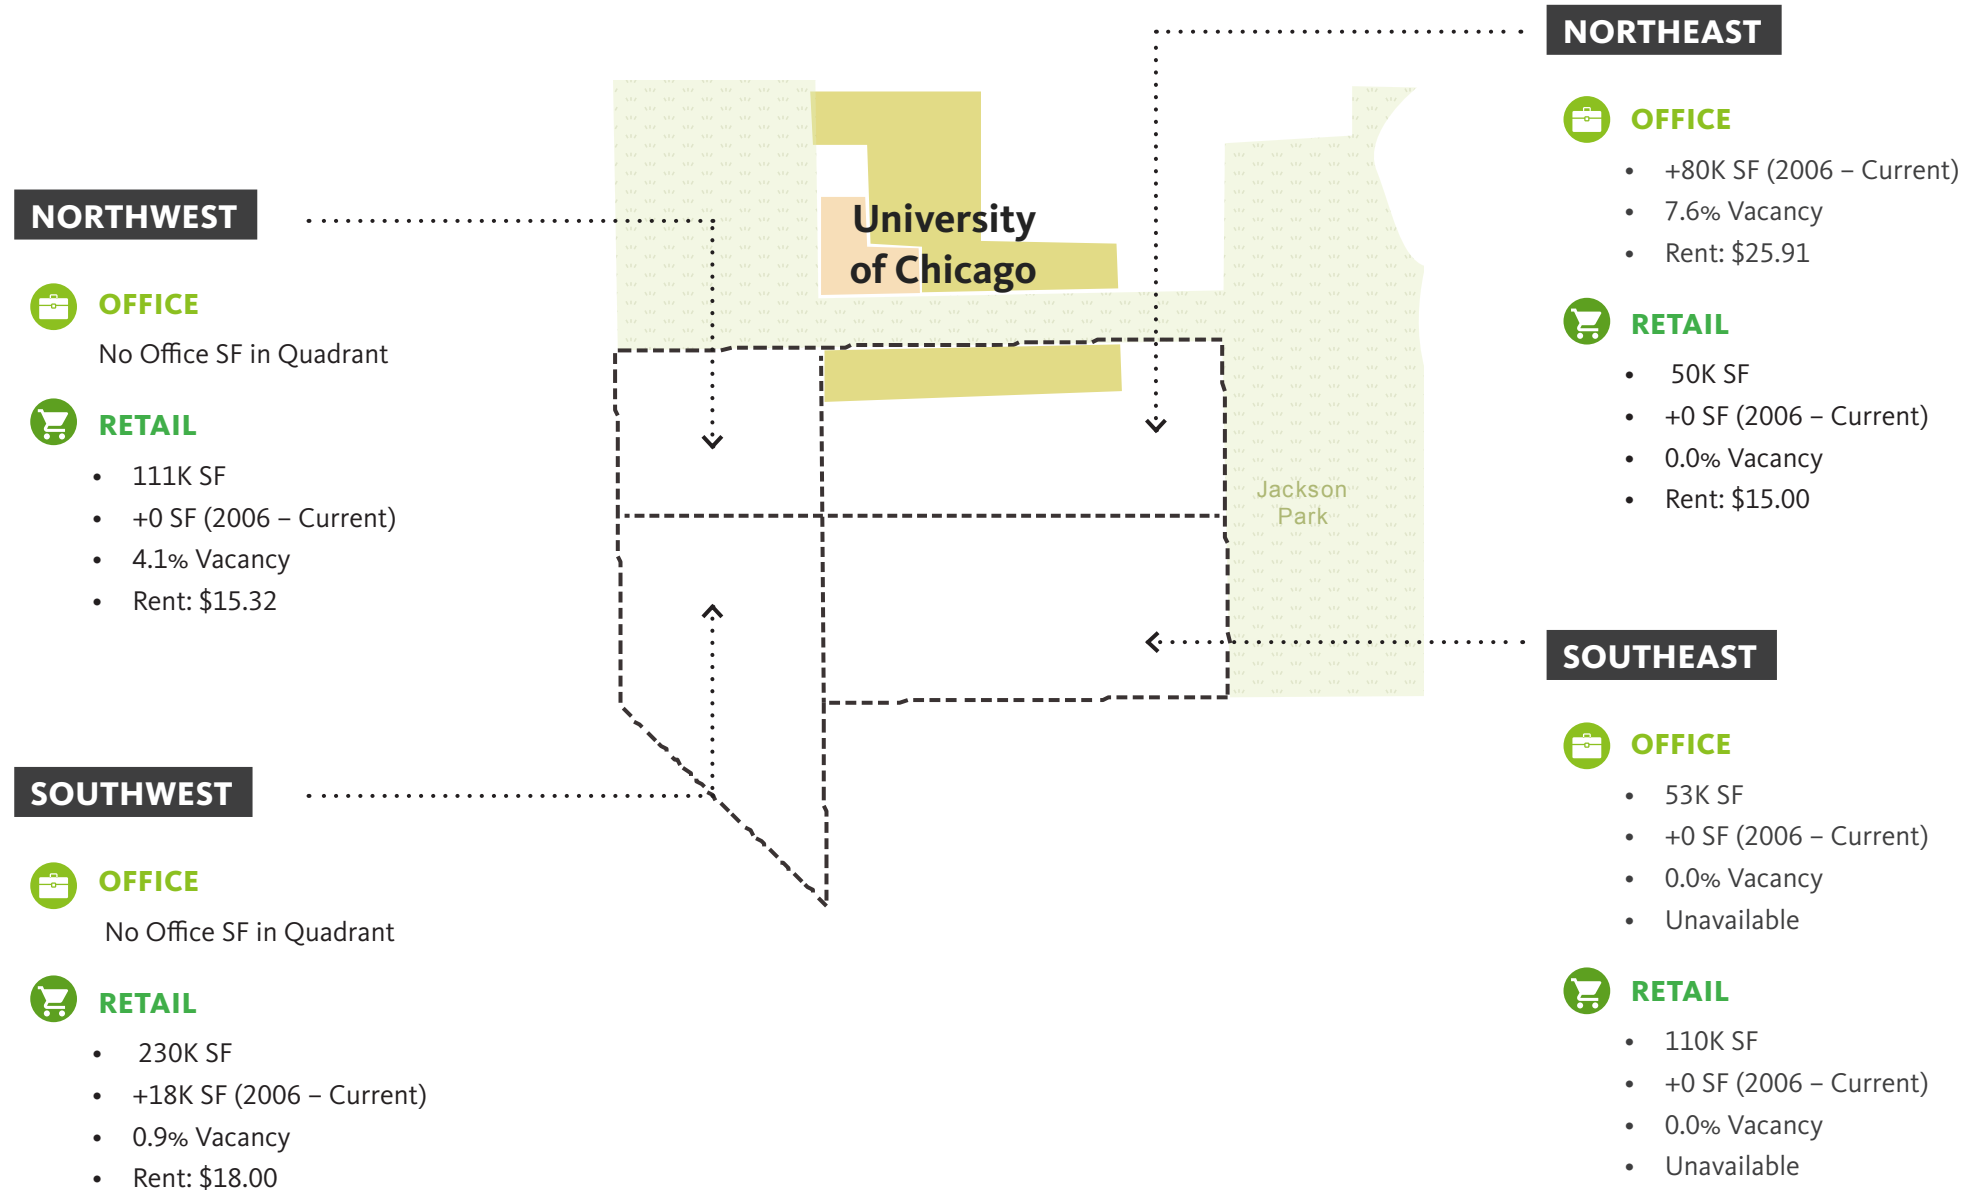 NORTHWEST
OFFICE
No Office SF in Quadrant
RETAIL
• 111K SF
• +0 SF (2006 – Current)
• 4.1% Vacancy
• Rent: $15.32
SOUTHWEST
OFFICE
No Office SF in Quadrant
RETAIL
• 230K SF
• +18K SF (2006 – Current)
• 0.9% Vacancy
• Rent: $18.00
University
of Chicago
Jackson
Park
NORTHEAST
OFFICE
• +80K SF (2006 – Current)
• 7.6% Vacancy
• Rent: $25.91
RETAIL
• 50K SF
• +0 SF (2006 – Current)
• 0.0% Vacancy
• Rent: $15.00
SOUTHEAST
OFFICE
• 53K SF
• +0 SF (2006 – Current)
• 0.0% Vacancy
• Unavailable
RETAIL
• 110K SF
• +0 SF (2006 – Current)
• 0.0% Vacancy
• Unavailable